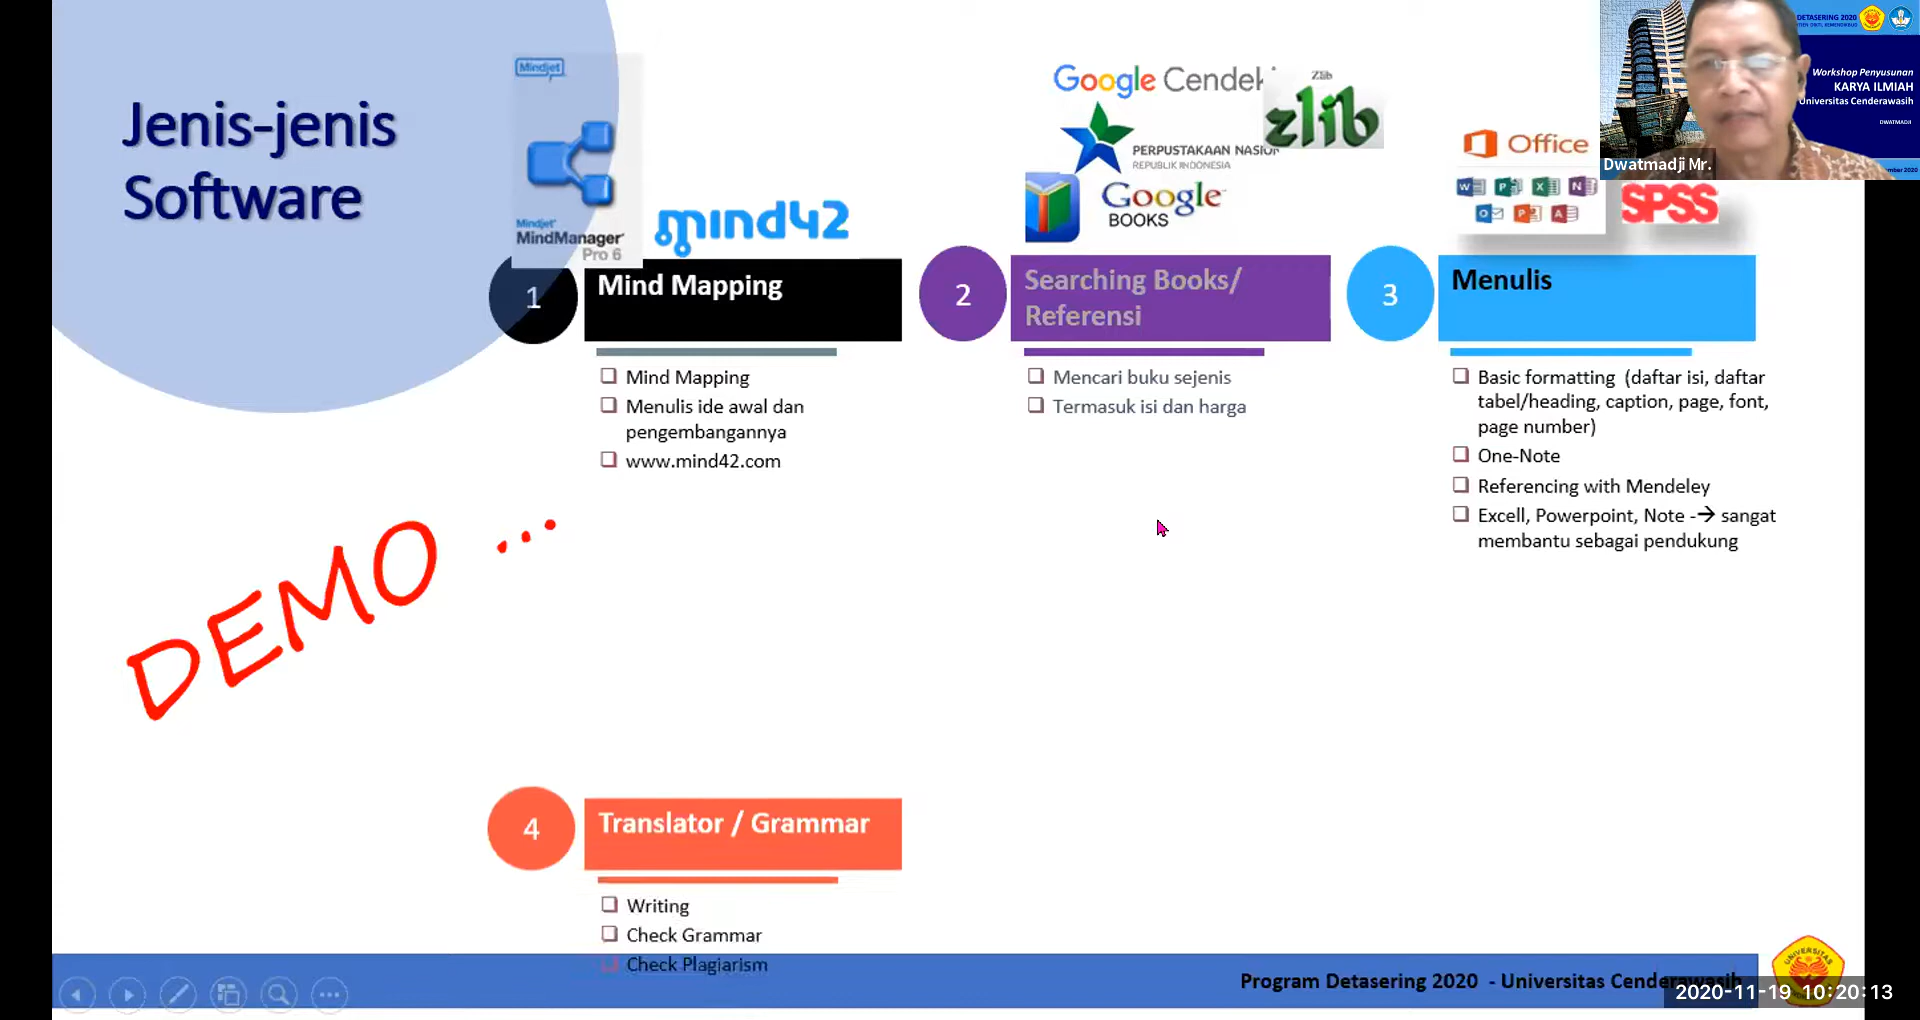 Jenis-jenis
Software
Mindjet
Mindjet
MindManager
Pro 6
mind42
1
Mind Mapping
Mind Mapping
Menulis ide awal dan
pengembangannya
www.mind42.com
Google Cendek
Zlib
zlib
PERPUSTAKAAN NASION
REPUBLIK INDONESIA
Google
BOOKS
2
Searching Books/
Referensi
Mencari buku sejenis
Termasuk isi dan harga
Office
SPSS
3
Menulis
Basic formatting (daftar isi, daftar
tabel/heading, caption, page, font,
page number)
One-Note
Referencing with Mendeley
Excell, Powerpoint, Note -→ sangat
membantu sebagai pendukung
DEMO ...
4
Translator / Grammar
Writing
Check Grammar
Check Plagiarism
Program Detasering 2020 - Universitas Cenderawasih
2020-11-19 10:20:13
DETASERING 2020
Workshop Penyusunan
KARYA ILMIAH
Universitas Cenderawasih
DWATMADJI
Dwatmadji Mr.